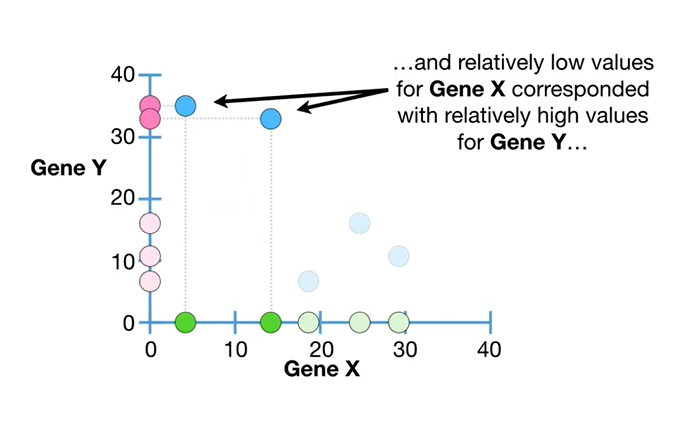 …and relatively low values
for Gene X corresponded
with relatively high values
for Gene Y…
40
30
Gene Y
20
10
0
0 10 20 30 40
Gene X